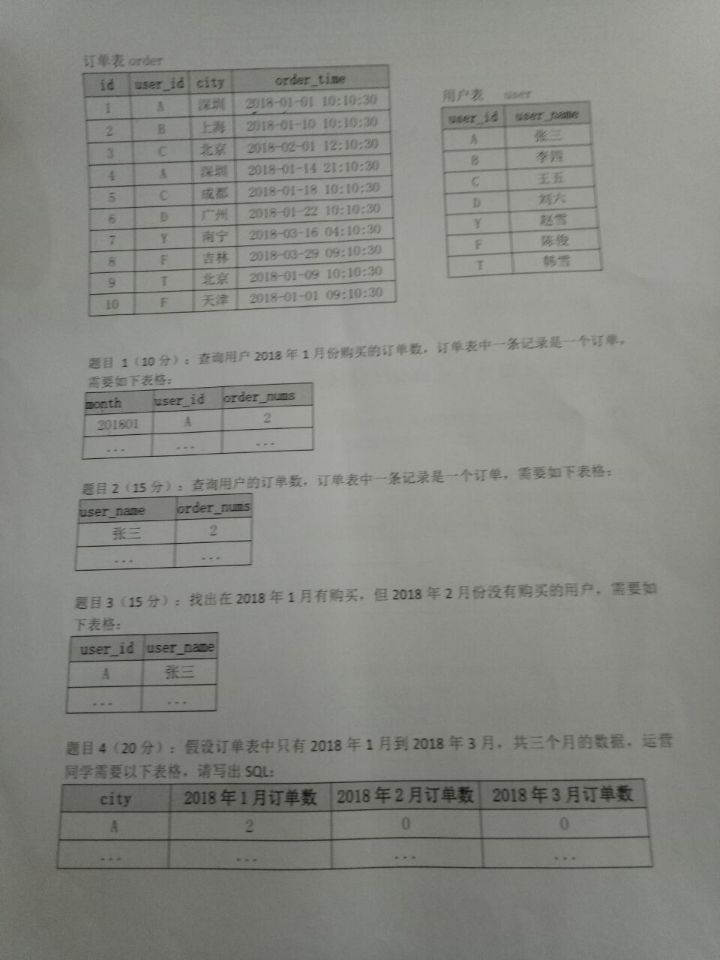 订单表 order
id user_id city order_time
1 A 深圳 2018-01-01 10:10:30
2 B 上海 2018-01-10 10:10:30
3 C 北京 2018-02-01 12:10:30
4 A 深圳 2018-01-14 21:10:30
5 C 成都 2018-01-18 10:10:30
6 D 广州 2018-01-22 10:10:30
7 Y 南宁 2018-03-16 04:10:30
8 F 吉林 2018-03-29 09:10:30
9 T 北京 2018-01-09 10:10:30
10 F 天津 2018-01-01 09:10:30
用户表 user
user_id user_name
A 张三
B 李四
C 王五
D 刘六
Y 赵雪
F 陈俊
T 韩雪
题目 1（10 分）：查询用户 2018 年 1 月份购买的订单数，订单表中一条记录是一个订单，
需要如下表格：
month user_id order_nums
201801 A 2
... ... ...
题目 2（15 分）：查询用户的订单数，订单表中一条记录是一个订单，需要如下表格：
user_name order_nums
张三 2
... ...
题目 3（15 分）：找出在 2018 年 1 月有购买，但 2018 年 2 月份没有购买的用户，需要如
下表格：
user_id user_name
A 张三
... ...
题目 4（20 分）：假设订单表中只有 2018 年 1 月到 2018 年 3 月，共三个月的数据，运营
同学需要以下表格，请写出 SQL：
city 2018 年 1 月订单数 2018 年 2 月订单数 2018 年 3 月订单数
A 2 0 0
... ... ... ...